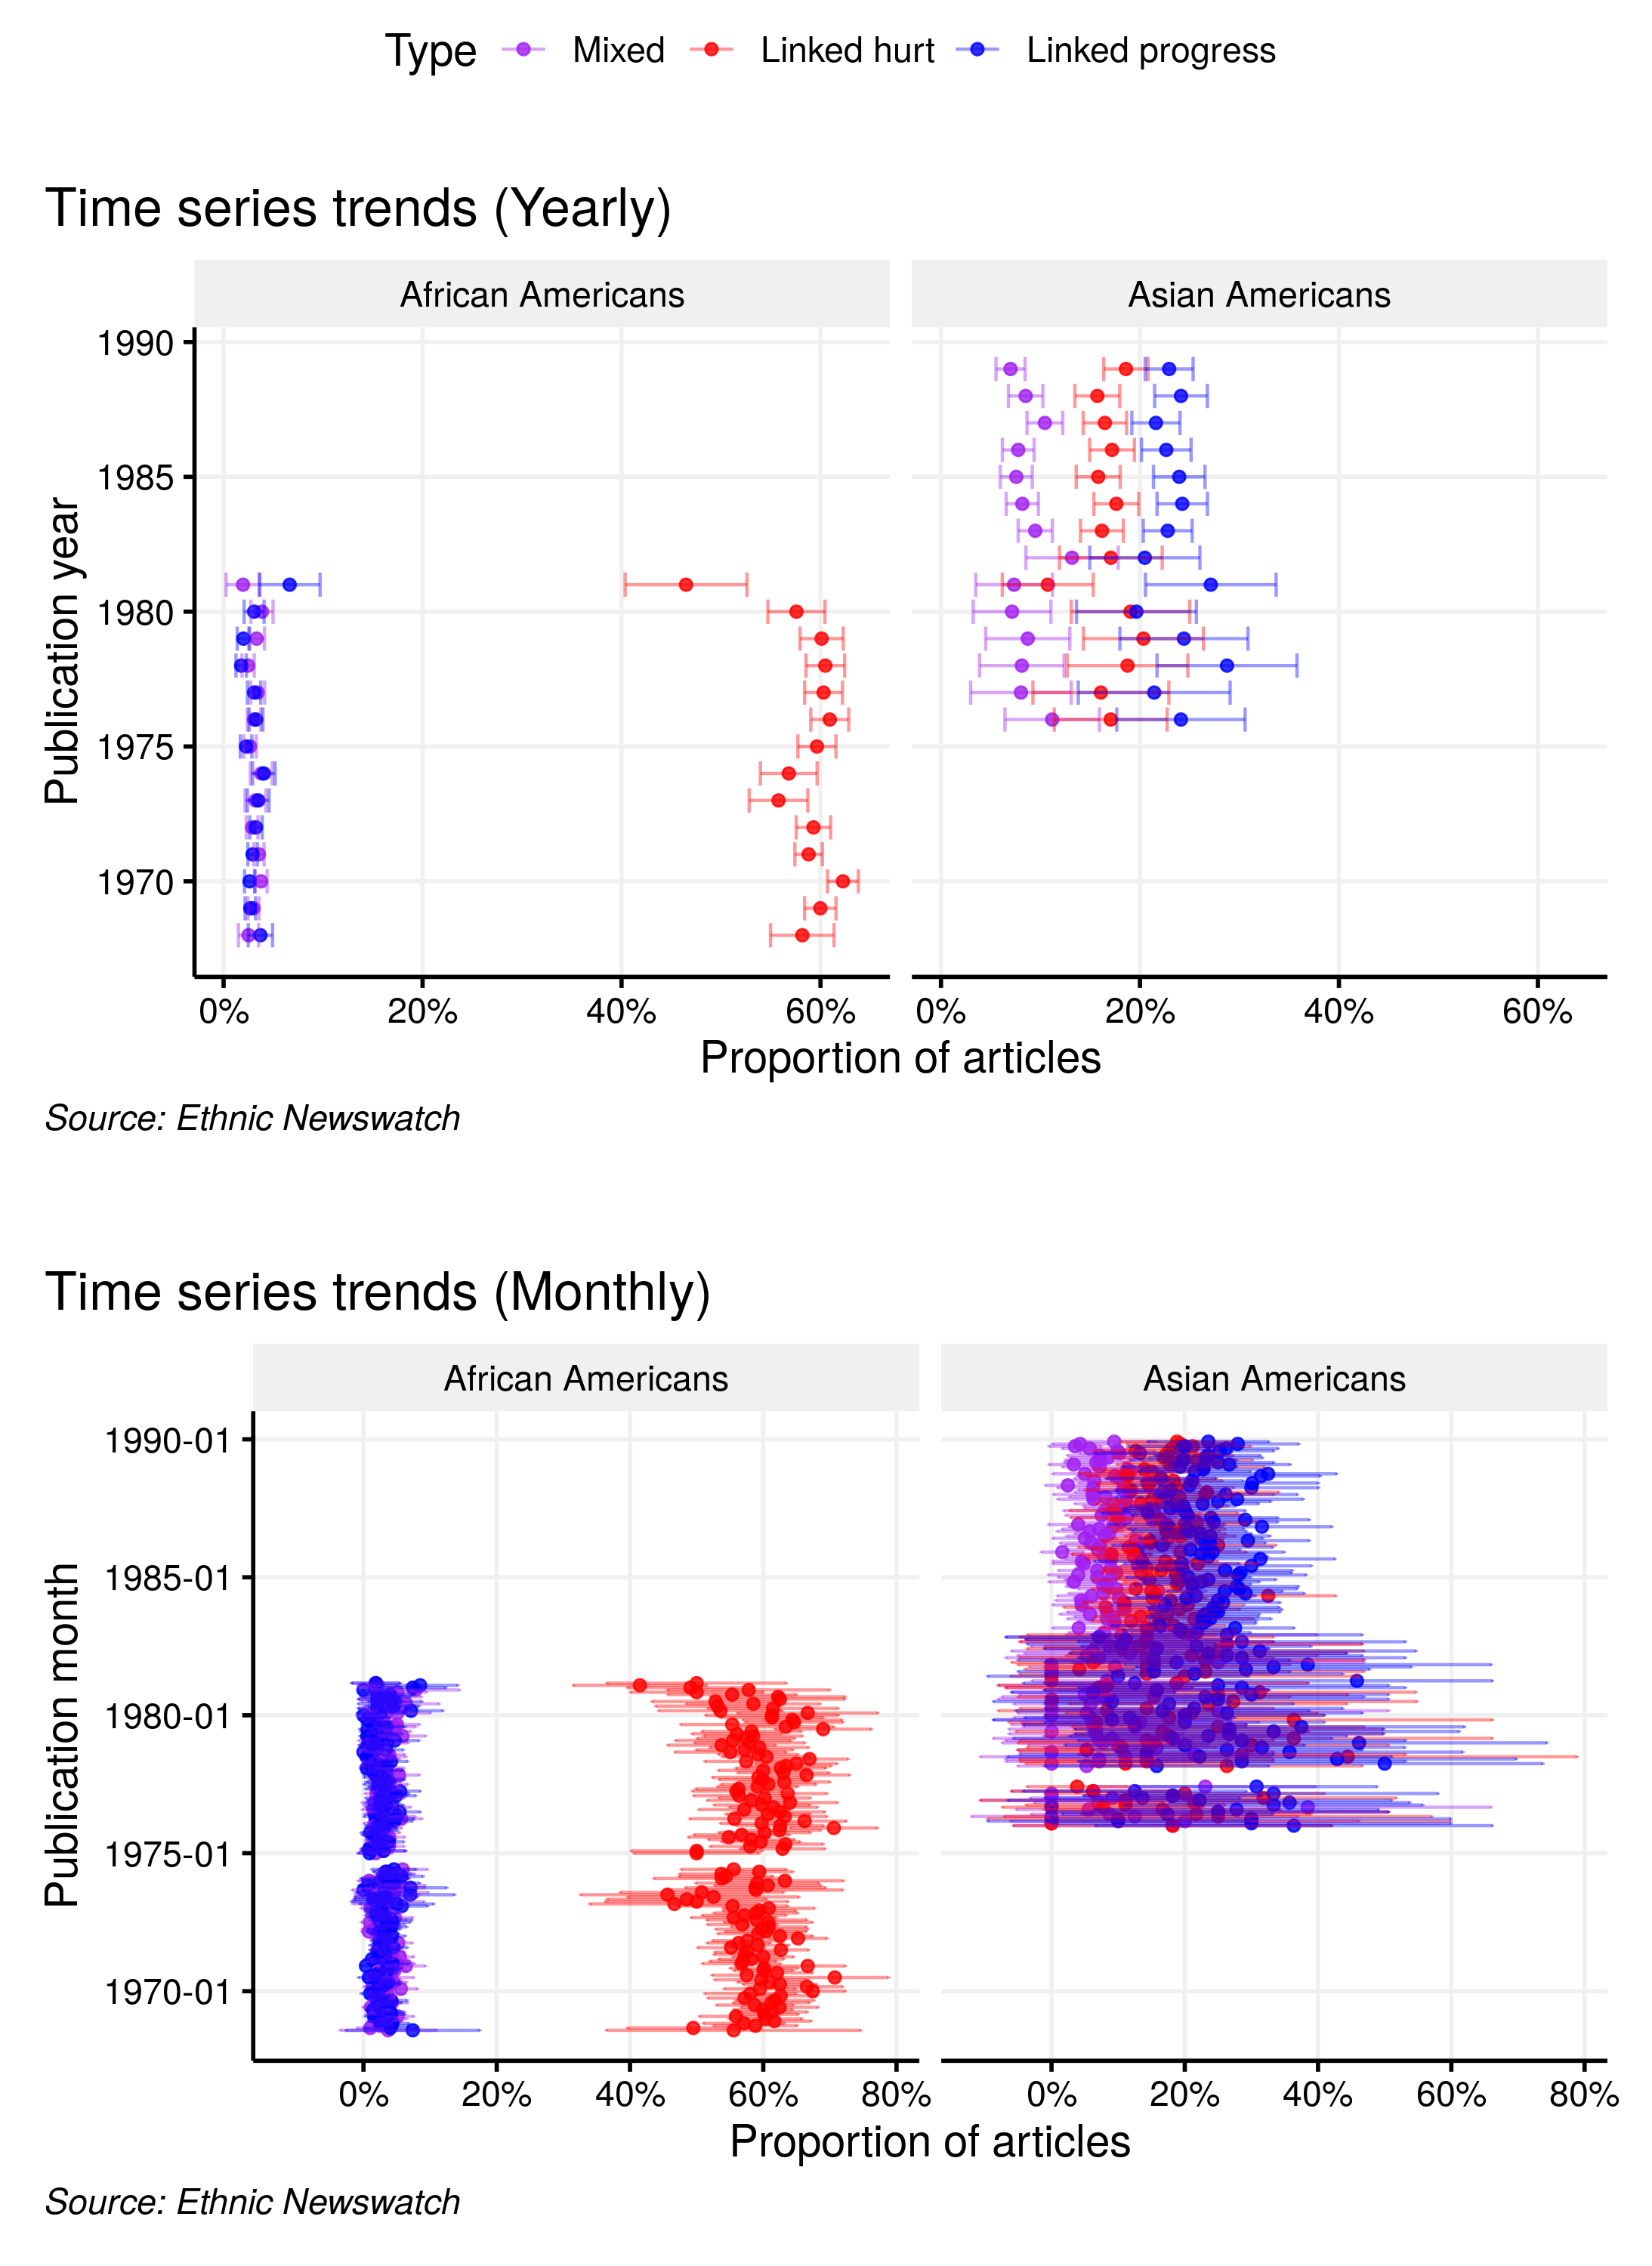 Type Mixed Linked hurt Linked progress
Time series trends (Yearly)
African Americans Asian Americans
1990
1985
1980
1975
1970
Publication year
0% 20% 40% 60% 0% 20% 40% 60%
Proportion of articles
Source: Ethnic Newswatch
Time series trends (Monthly)
African Americans Asian Americans
1990-01
1985-01
1980-01
1975-01
1970-01
Publication month
0% 20% 40% 60% 80% 0% 20% 40% 60% 80%
Proportion of articles
Source: Ethnic Newswatch